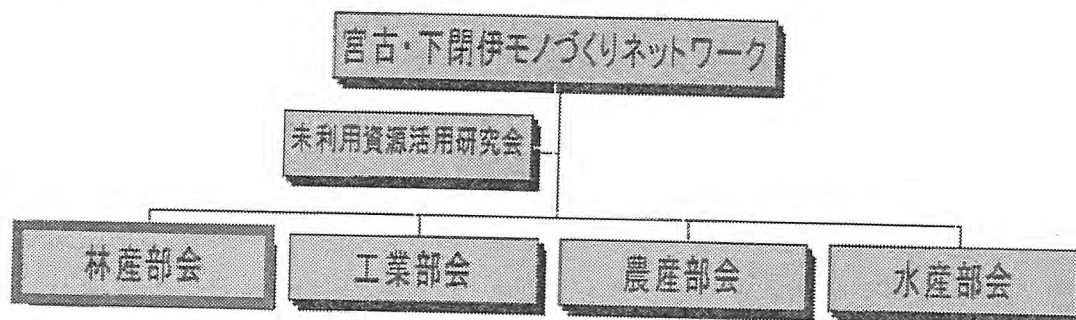 宮古・下閉伊モノづくりネットワーク
未利用資源活用研究会
林産部会
工業部会
農産部会
水産部会